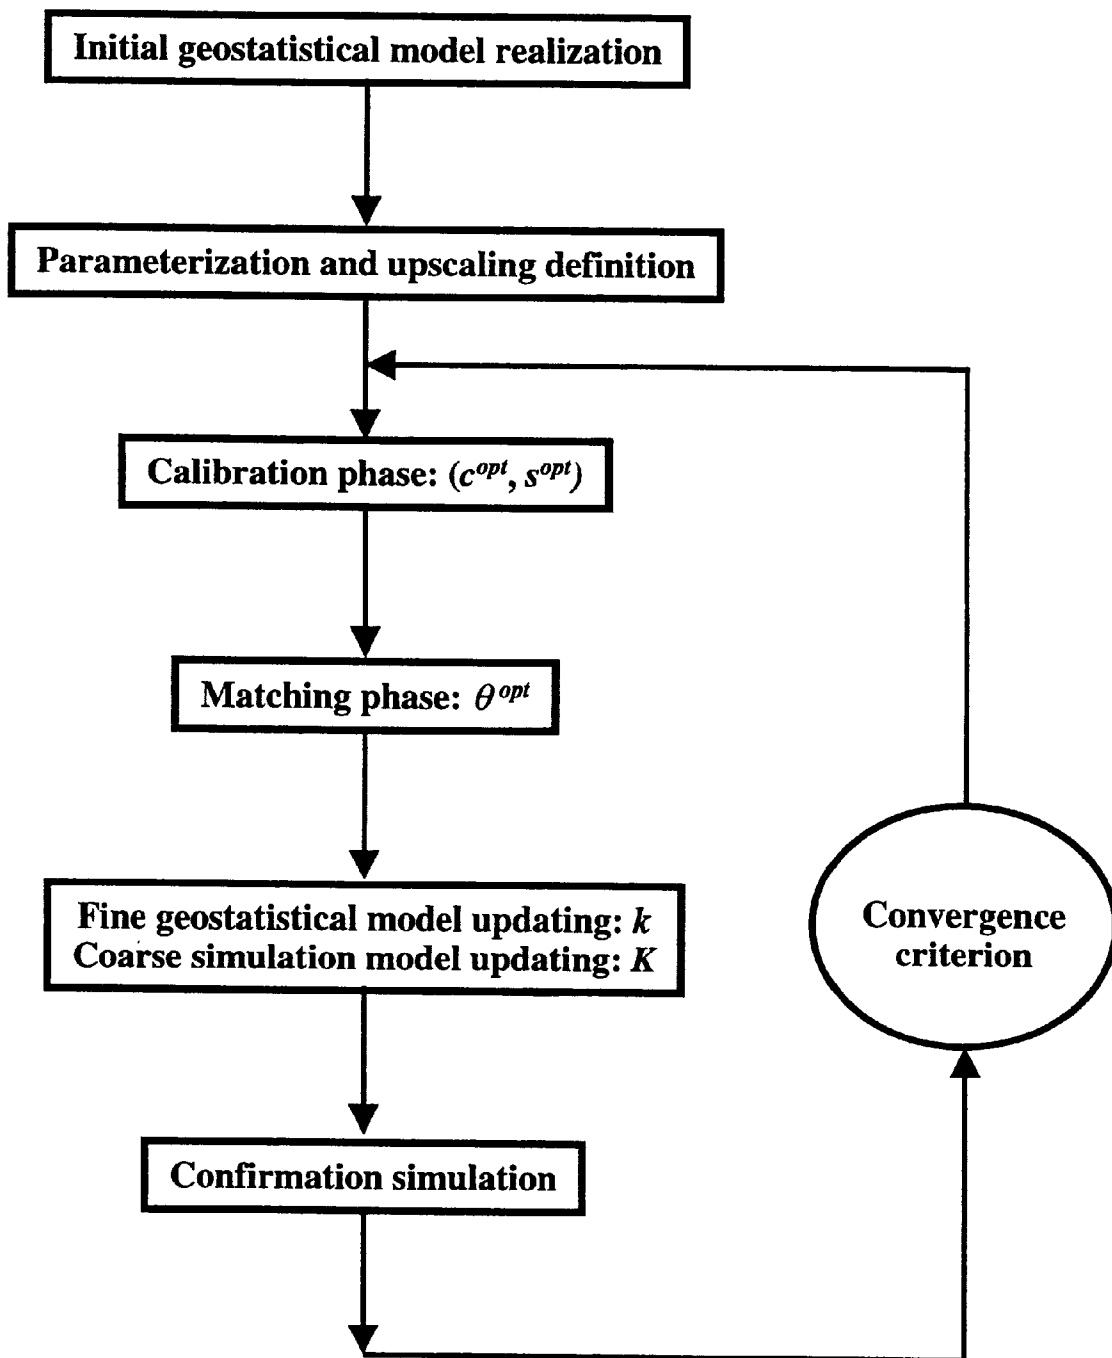 Initial geostatistical model realization
Parameterization and upscaling definition
Calibration phase: (c^opt, s^opt)
Matching phase: θ^opt
Fine geostatistical model updating: k
Coarse simulation model updating: K
Convergence
criterion
Confirmation simulation